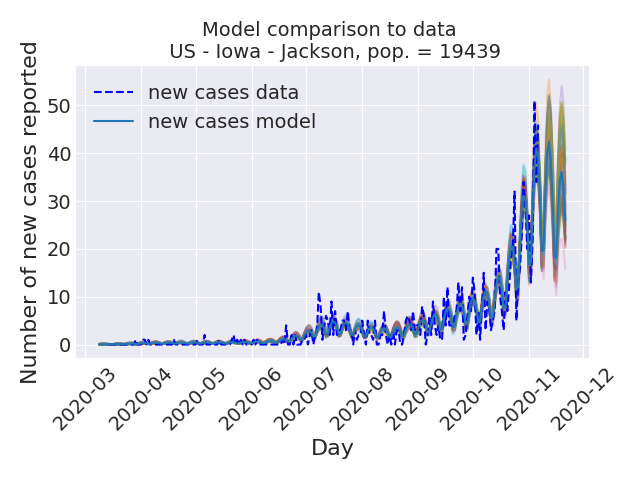 Model comparison to data
US - Iowa - Jackson, pop. = 19439
Number of new cases reported
50
40
30
20
10
0
new cases data
new cases model
2020-03
2020-04
2020-05
2020-06
2020-07
2020-08
2020-09
2020-10
2020-11
2020-12
Day